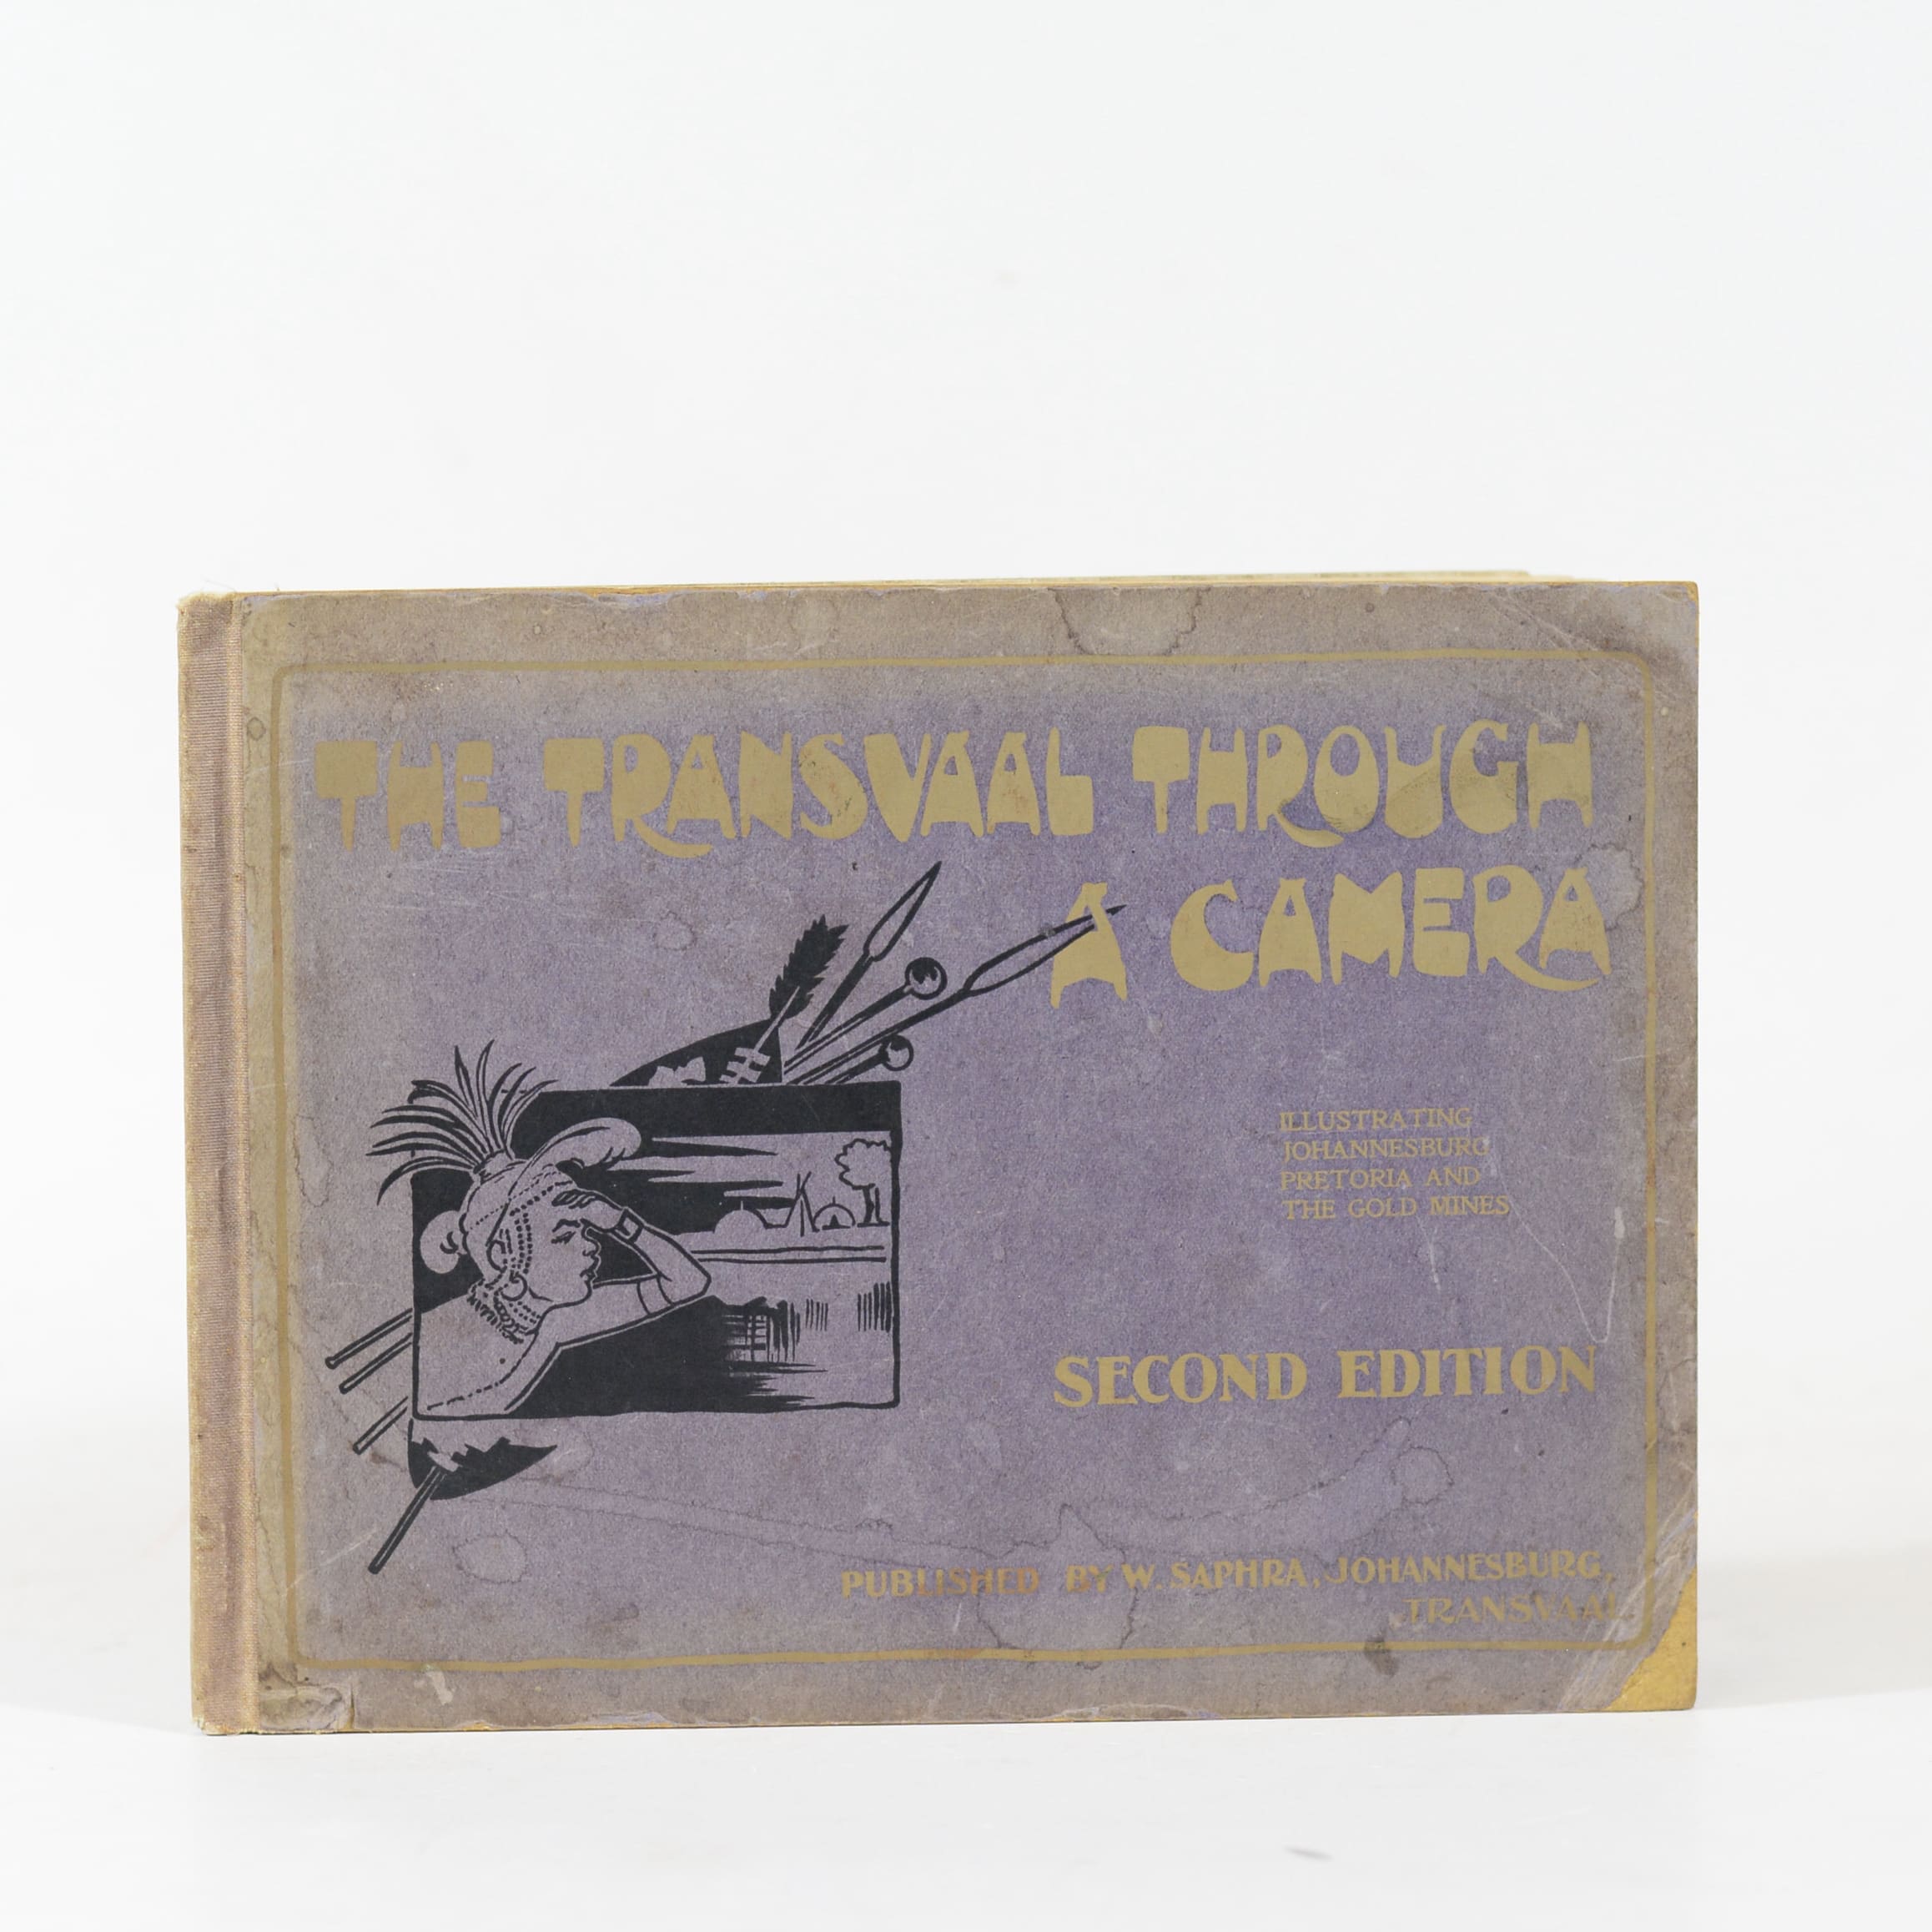 THE TRANSVAAL THROUGH
A CAMERA
ILLUSTRATING
JOHANNESBURG
PRETORIA AND
THE GOLD MINES
SECOND EDITION
PUBLISHED BY W. SAPHRA, JOHANNESBURG,
TRANSVAAL